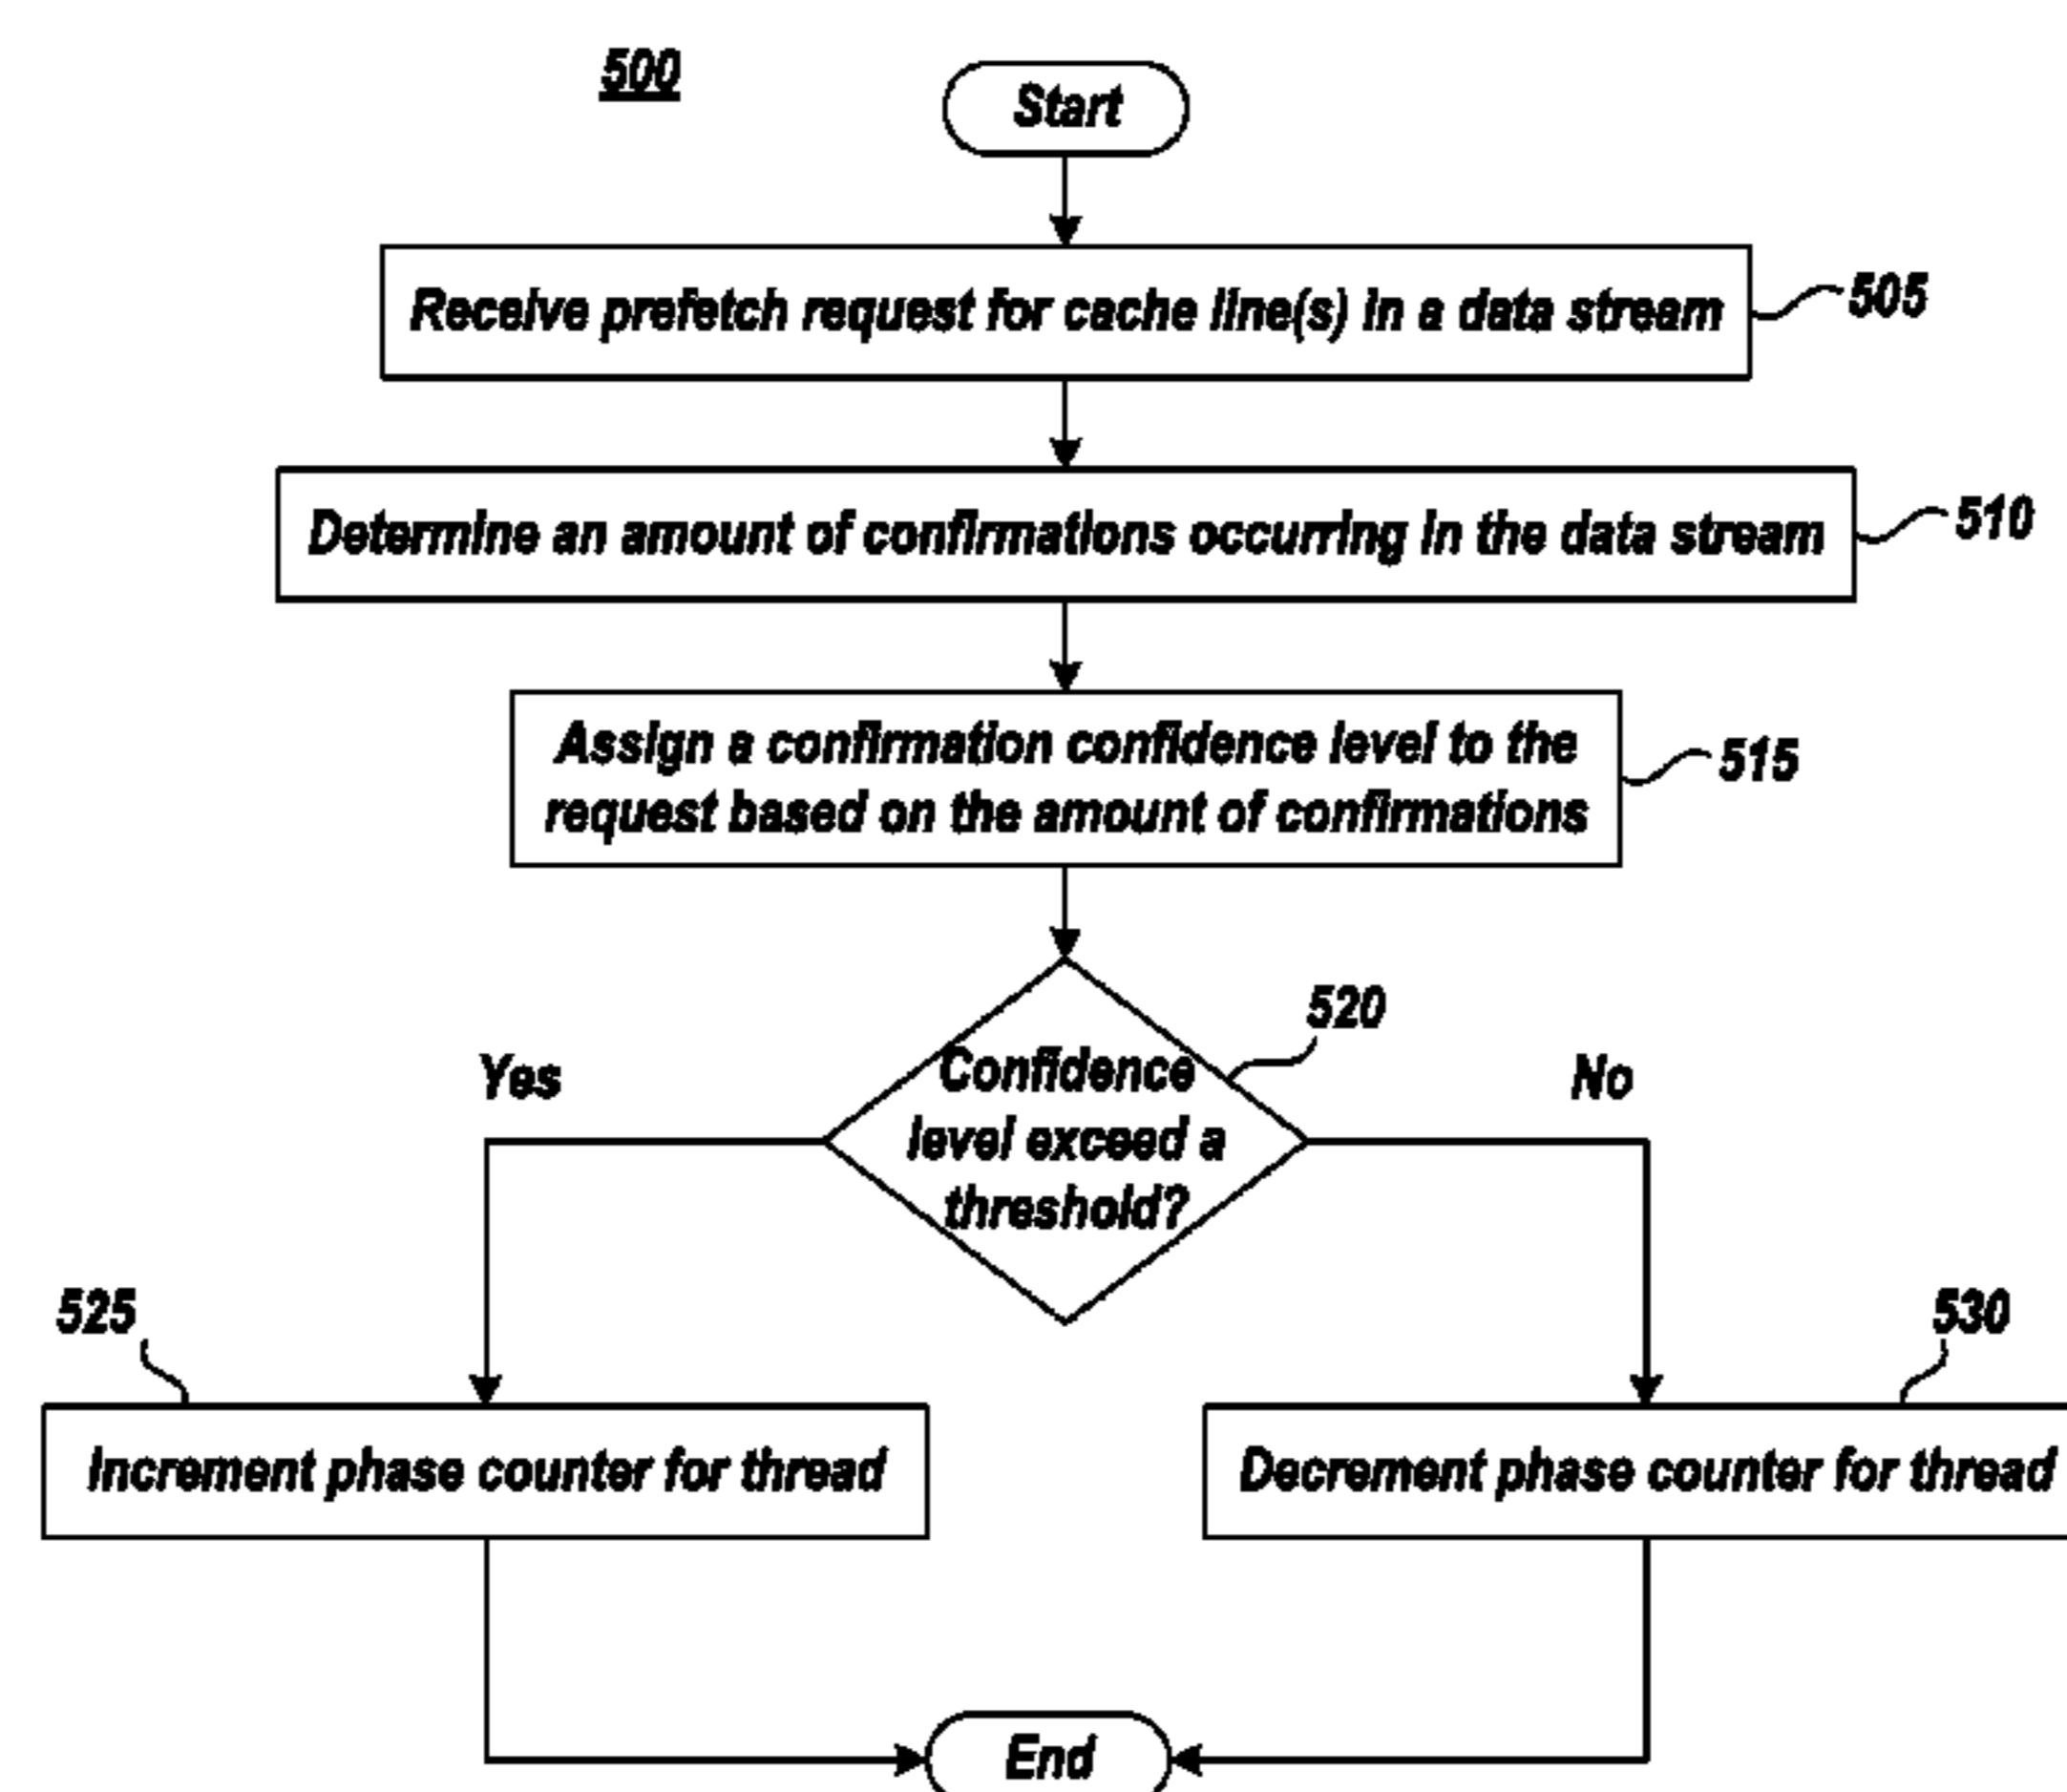 500
Start
Receive prefetch request for cache line(s) in a data stream
505
Determine an amount of confirmations occurring in the data stream
510
Assign a confirmation confidence level to the
request based on the amount of confirmations
515
520
Confidence
level exceed a
threshold?
Yes
No
525
530
Increment phase counter for thread
Decrement phase counter for thread
End